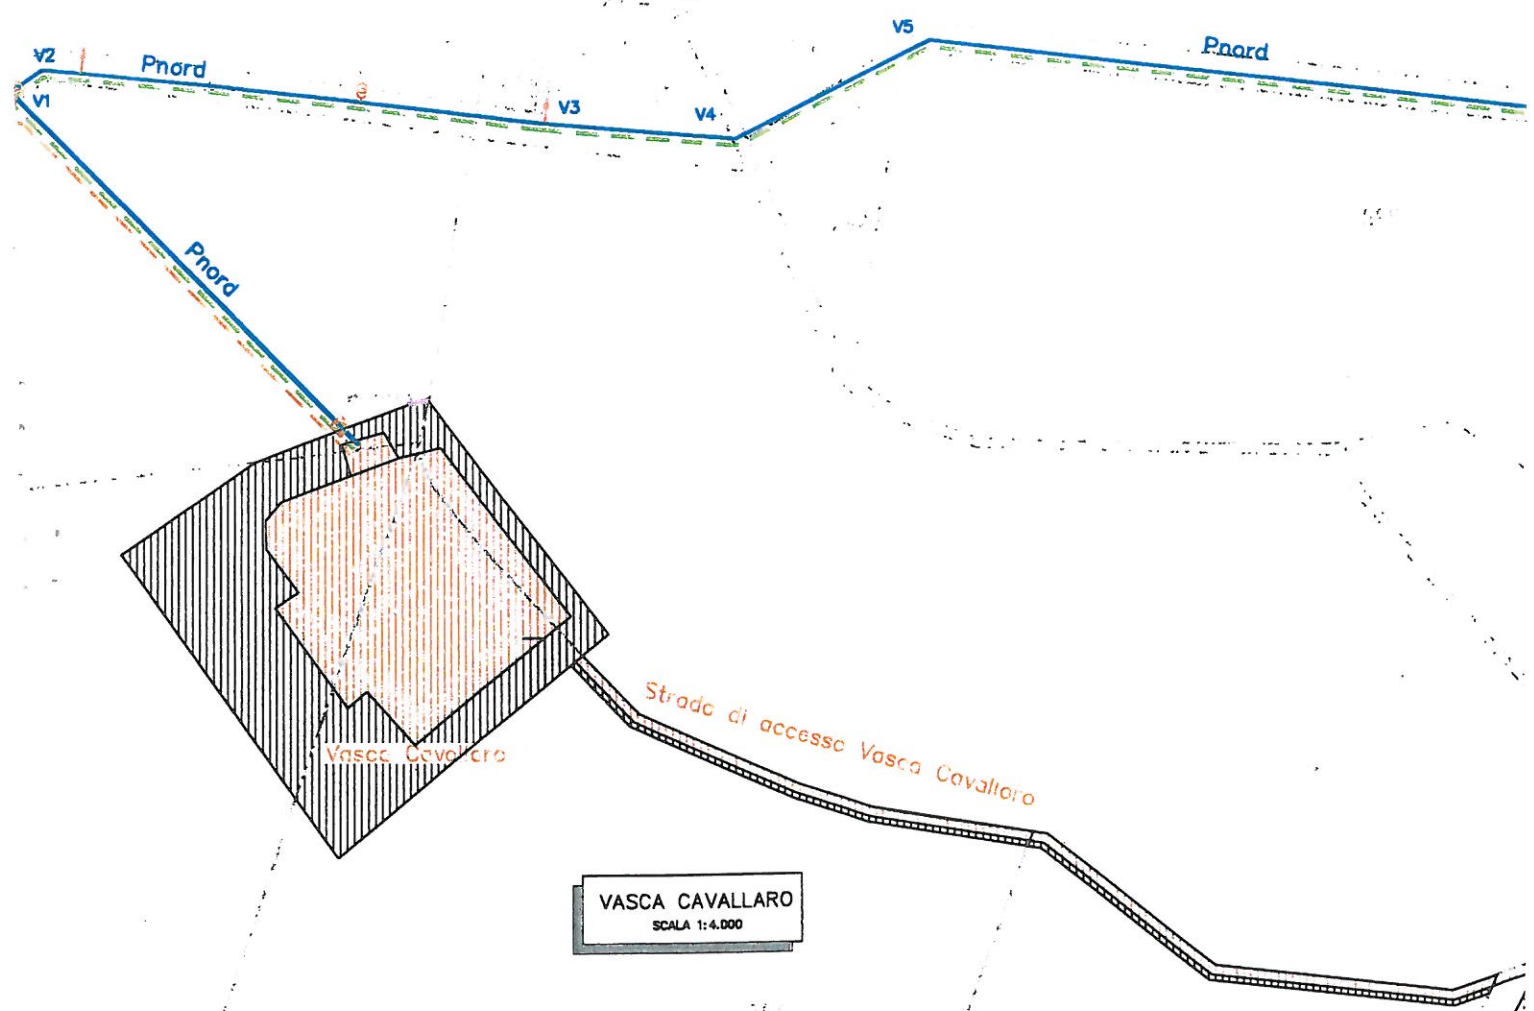 V5
Pnord
V2
Pnord
V1
V3
V4
Pnord
Strada di accesso Vasca Cavallaro
Vasca Cavallaro
VASCA CAVALLARO
SCALA 1:4.000